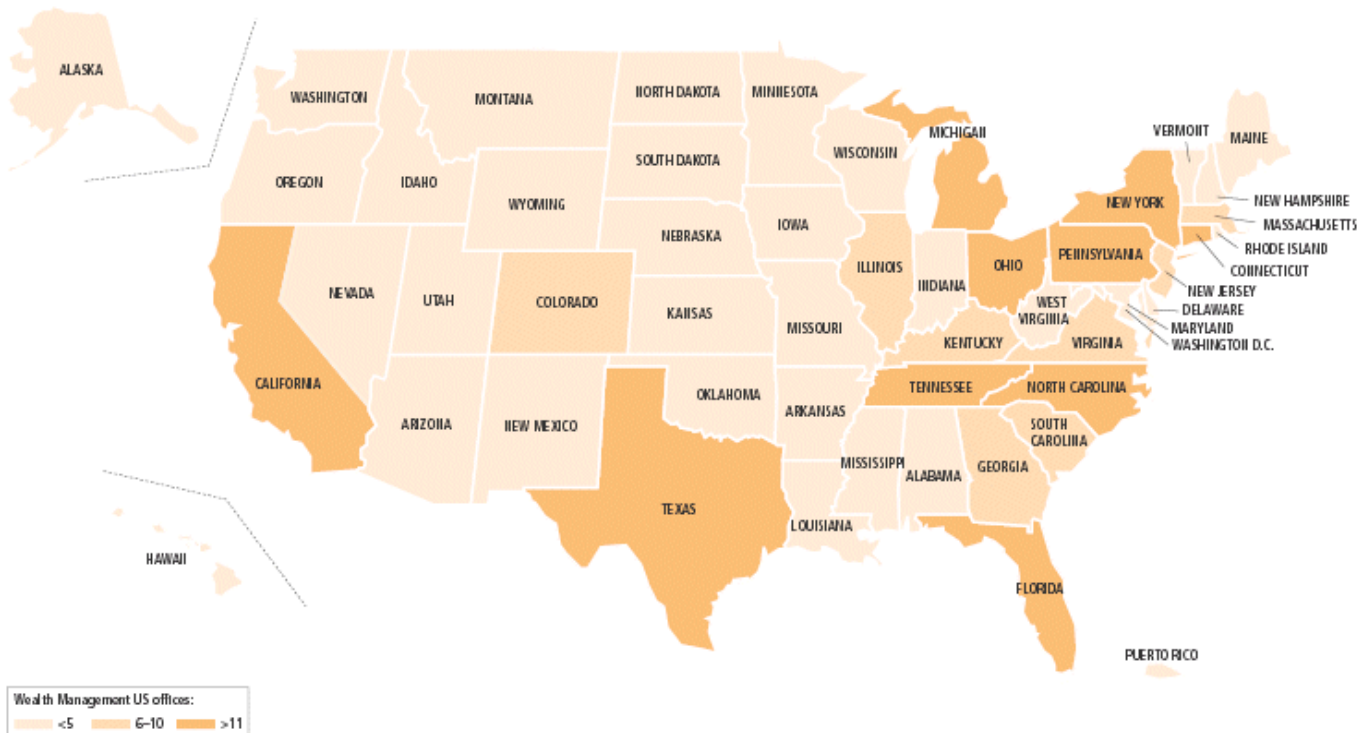 ALASKA
WASHINGTON
MONTANA
NORTH DAKOTA
MINNESOTA
MICHIGAN
VERMONT
MAINE
WISCONSIN
SOUTH DAKOTA
OREGON
IDAHO
WYOMING
NEW YORK
NEW HAMPSHIRE
MASSACHUSETTS
IOWA
NEBRASKA
RHODE ISLAND
PENNSYLVANIA
CONNECTICUT
ILLINOIS
OHIO
INDIANA
NEVADA
UTAH
COLORADO
NEW JERSEY
KANSAS
MISSOURI
WEST
VIRGINIA
DELAWARE
MARYLAND
WASHINGTON D.C.
KENTUCKY
VIRGINIA
CALIFORNIA
TENNESSEE
NORTH CAROLINA
OKLAHOMA
ARKANSAS
ARIZONA
NEW MEXICO
SOUTH
CAROLINA
MISSISSIPPI
ALABAMA
GEORGIA
TEXAS
LOUISIANA
HAWAII
FLORIDA
PUERTO RICO
Wealth Management US offices:
<5 6–10 >11